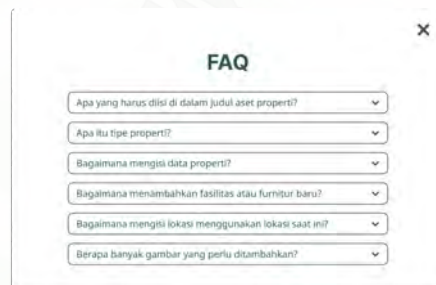 FAQ
Apa yang harus diisi di dalam judul aset properti?
Apa itu tipe properti?
Bagaimana mengisi data properti?
Bagaimana menambahkan fasilitas atau furnitur baru?
Bagaimana mengisi lokasi menggunakan lokasi saat ini?
Berapa banyak gambar yang perlu ditambahkan?